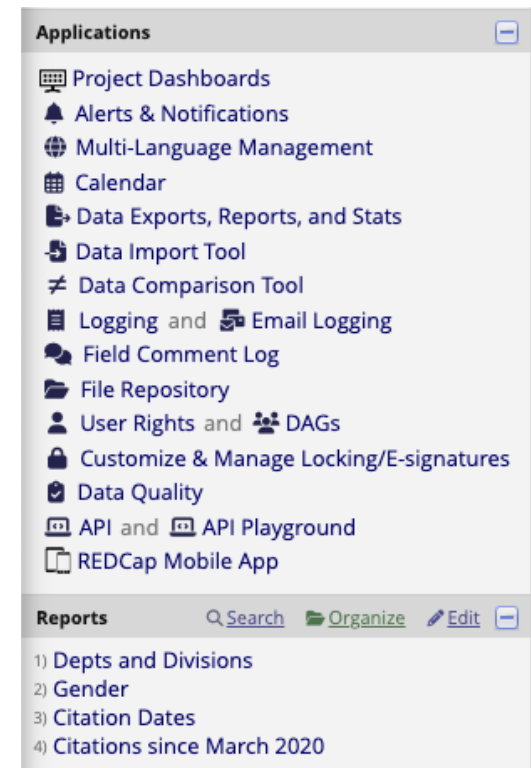 Applications
Project Dashboards
Alerts & Notifications
Multi-Language Management
Calendar
Data Exports, Reports, and Stats
Data Import Tool
≠ Data Comparison Tool
Logging and Email Logging
Field Comment Log
File Repository
User Rights and DAGs
Customize & Manage Locking/E-signatures
Data Quality
API and API Playground
REDCap Mobile App
Reports Search Organize Edit
1) Depts and Divisions
2) Gender
3) Citation Dates
4) Citations since March 2020